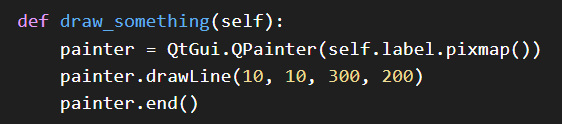 def draw_something(self):
    painter = QtGui.QPainter(self.label.pixmap())
    painter.drawLine(10, 10, 300, 200)
    painter.end()